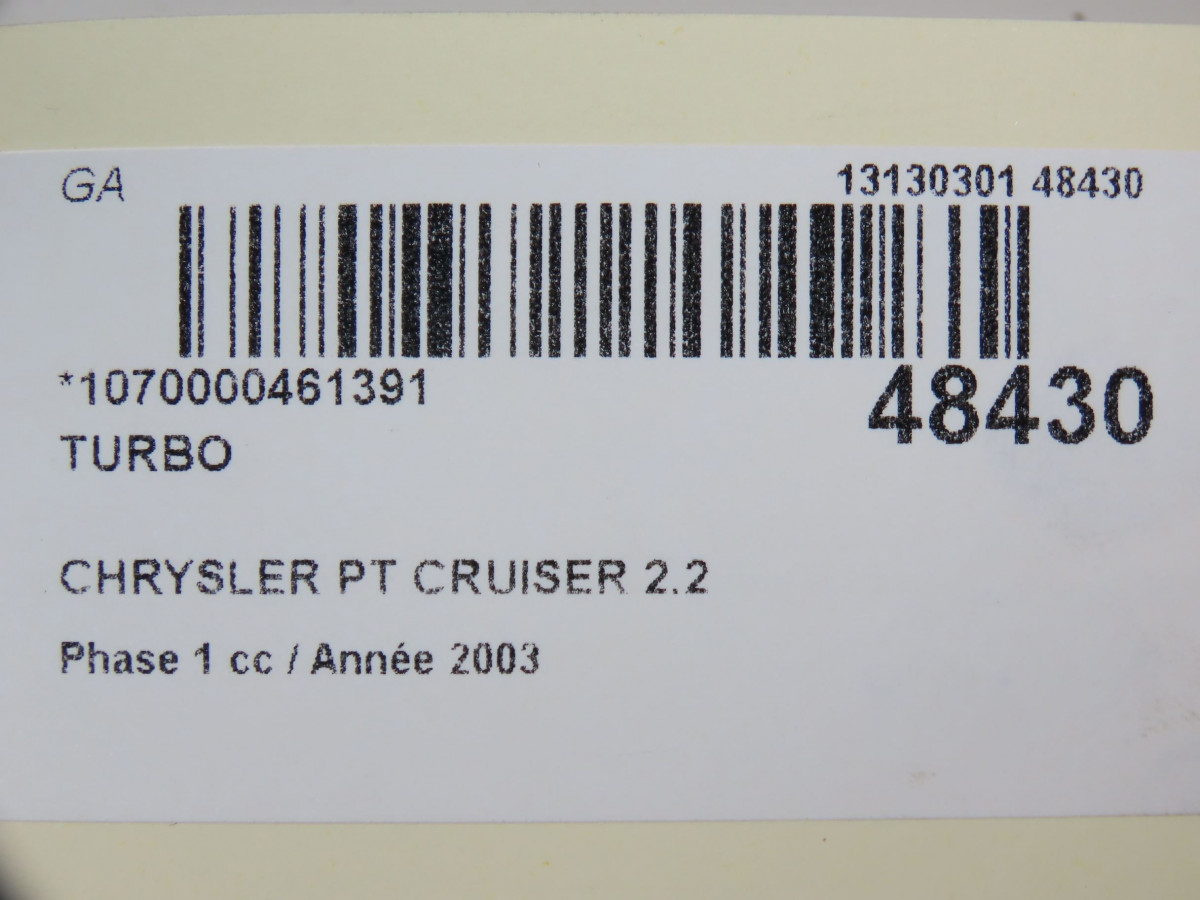 GA 13130301 48430
*1070000461391 48430
TURBO
CHRYSLER PT CRUISER 2.2
Phase 1 cc / Année 2003